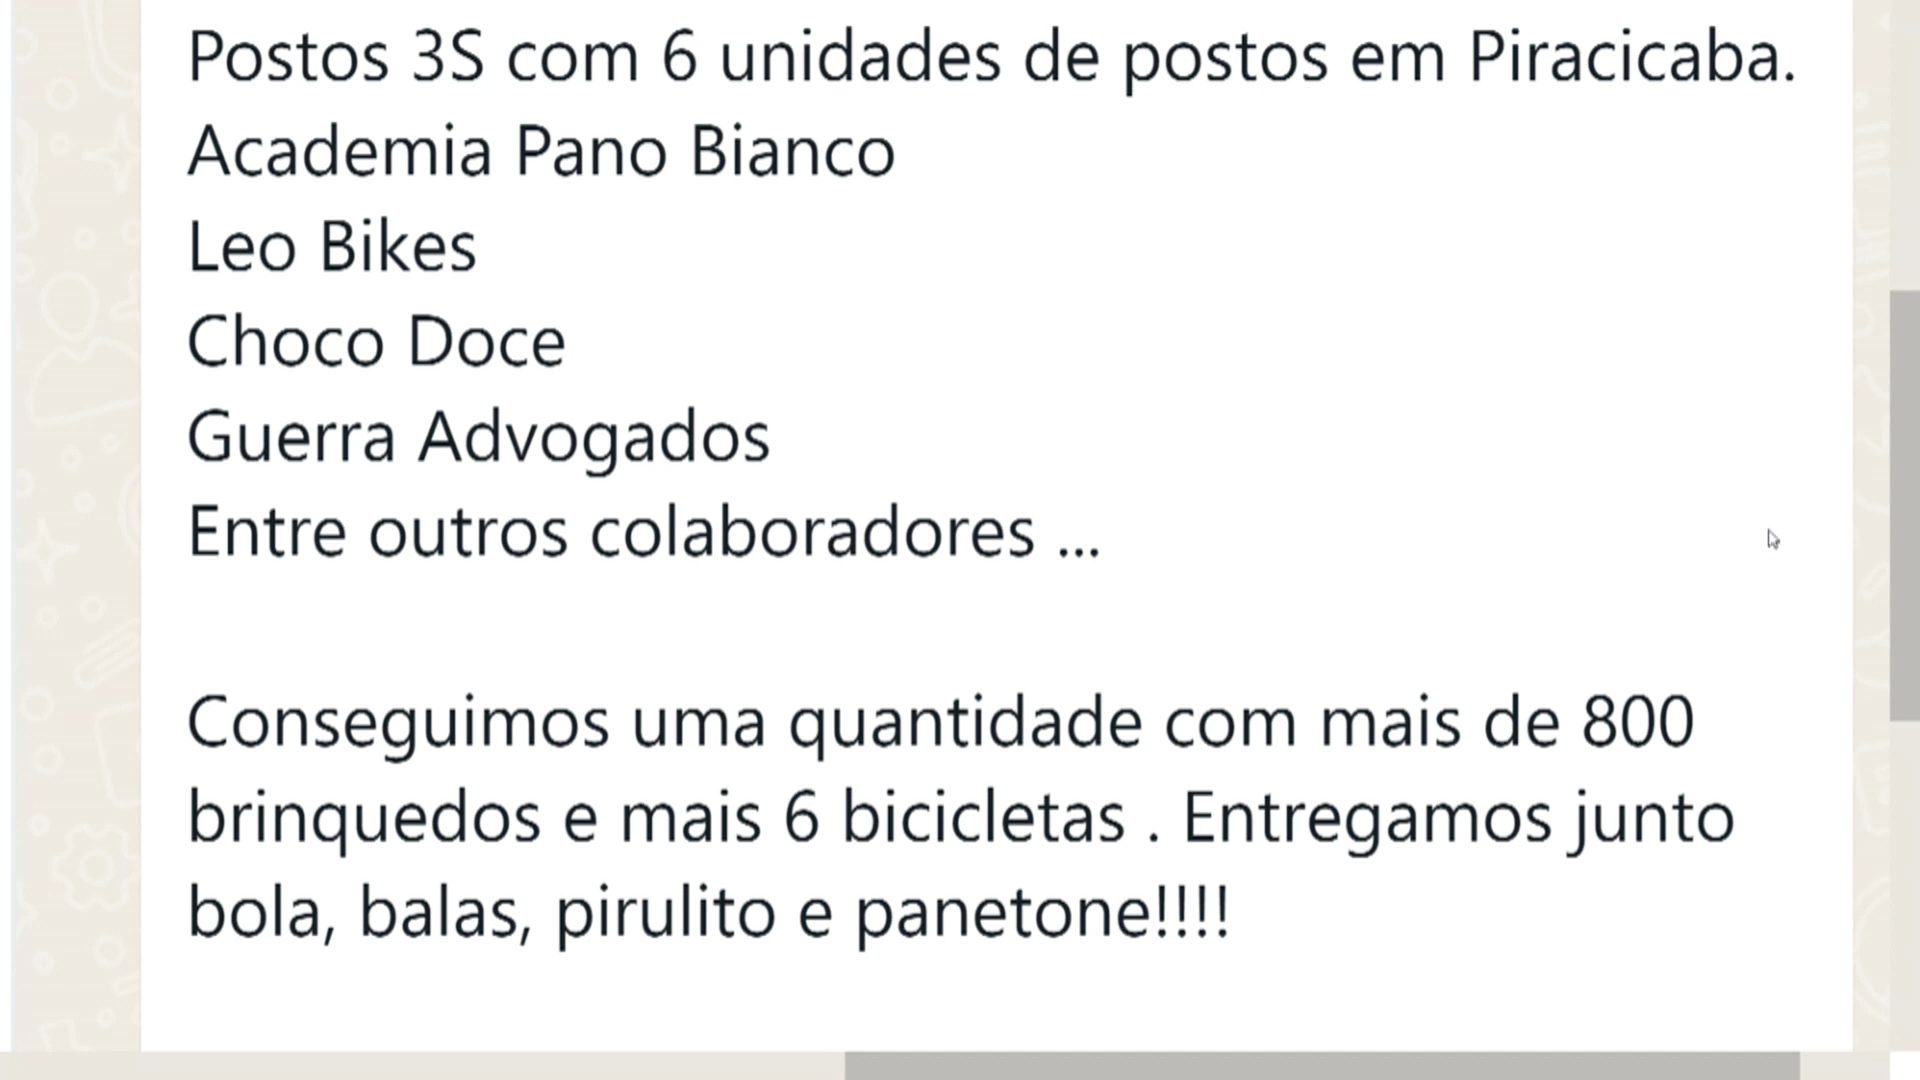 Postos 3S com 6 unidades de postos em Piracicaba.
Academia Pano Bianco
Leo Bikes
Choco Doce
Guerra Advogados
Entre outros colaboradores ...
Conseguimos uma quantidade com mais de 800
brinquedos e mais 6 bicicletas . Entregamos junto
bola, balas, pirulito e panetone!!!!